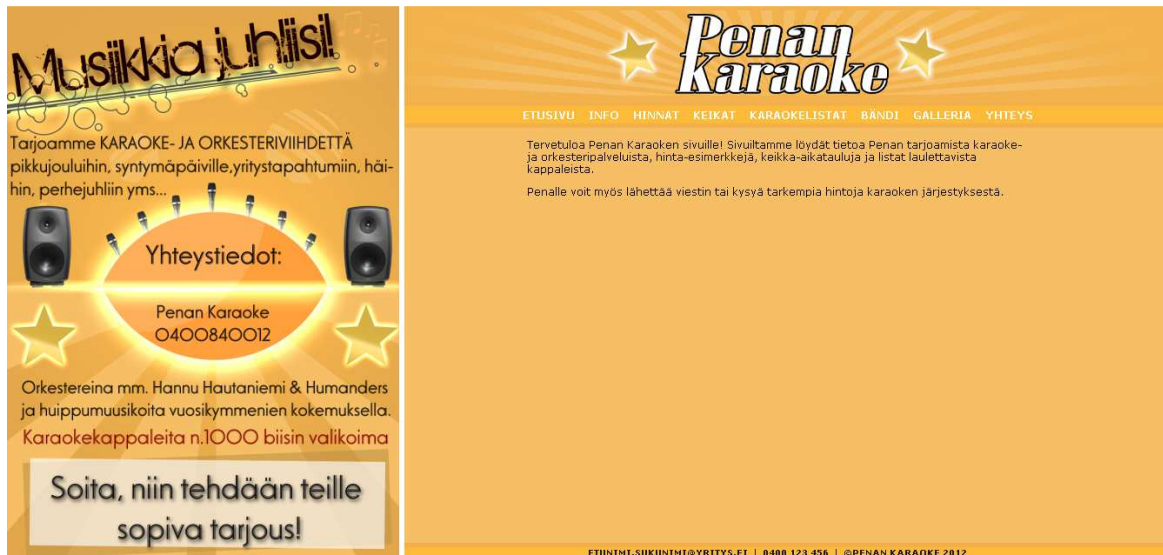 Musiikkia juhliisi!
Tarjoamme KARAOKE- JA ORKESTERIVIIHDETTÄ
pikkujouluihin, syntymäpäiville,yritystapahtumiin, häi-
hin, perhejuhliin yms...
Yhteystiedot:
Penan Karaoke
0400840012
Orkestereina mm. Hannu Hautaniemi & Humanders
ja huippumuusikoita vuosikymmenien kokemuksella.
Karaokekappaleita n.1000 biisin valikoima
Soita, niin tehdään teille
sopiva tarjous!
Penan
Karaoke
ETUSIVU INFO HINNAT KEIKAT KARAOKELISTAT BÄNDI GALLERIA YHTEYS
Tervetuloa Penan Karaoken sivuille! Sivuiltamme löydät tietoa Penan tarjoamista karaoke-
ja orkesteripalveluista, hinta-esimerkkejä, keikka-aikatauluja ja listat laulettavista
kappaleista.
Penalle voit myös lähettää viestin tai kysyä tarkempia hintoja karaoken järjestyksestä.
ETUNIMI.SUKUNIMI@YRITYS.FI | 0400 123 456 | ©PENAN KARAOKE 2012